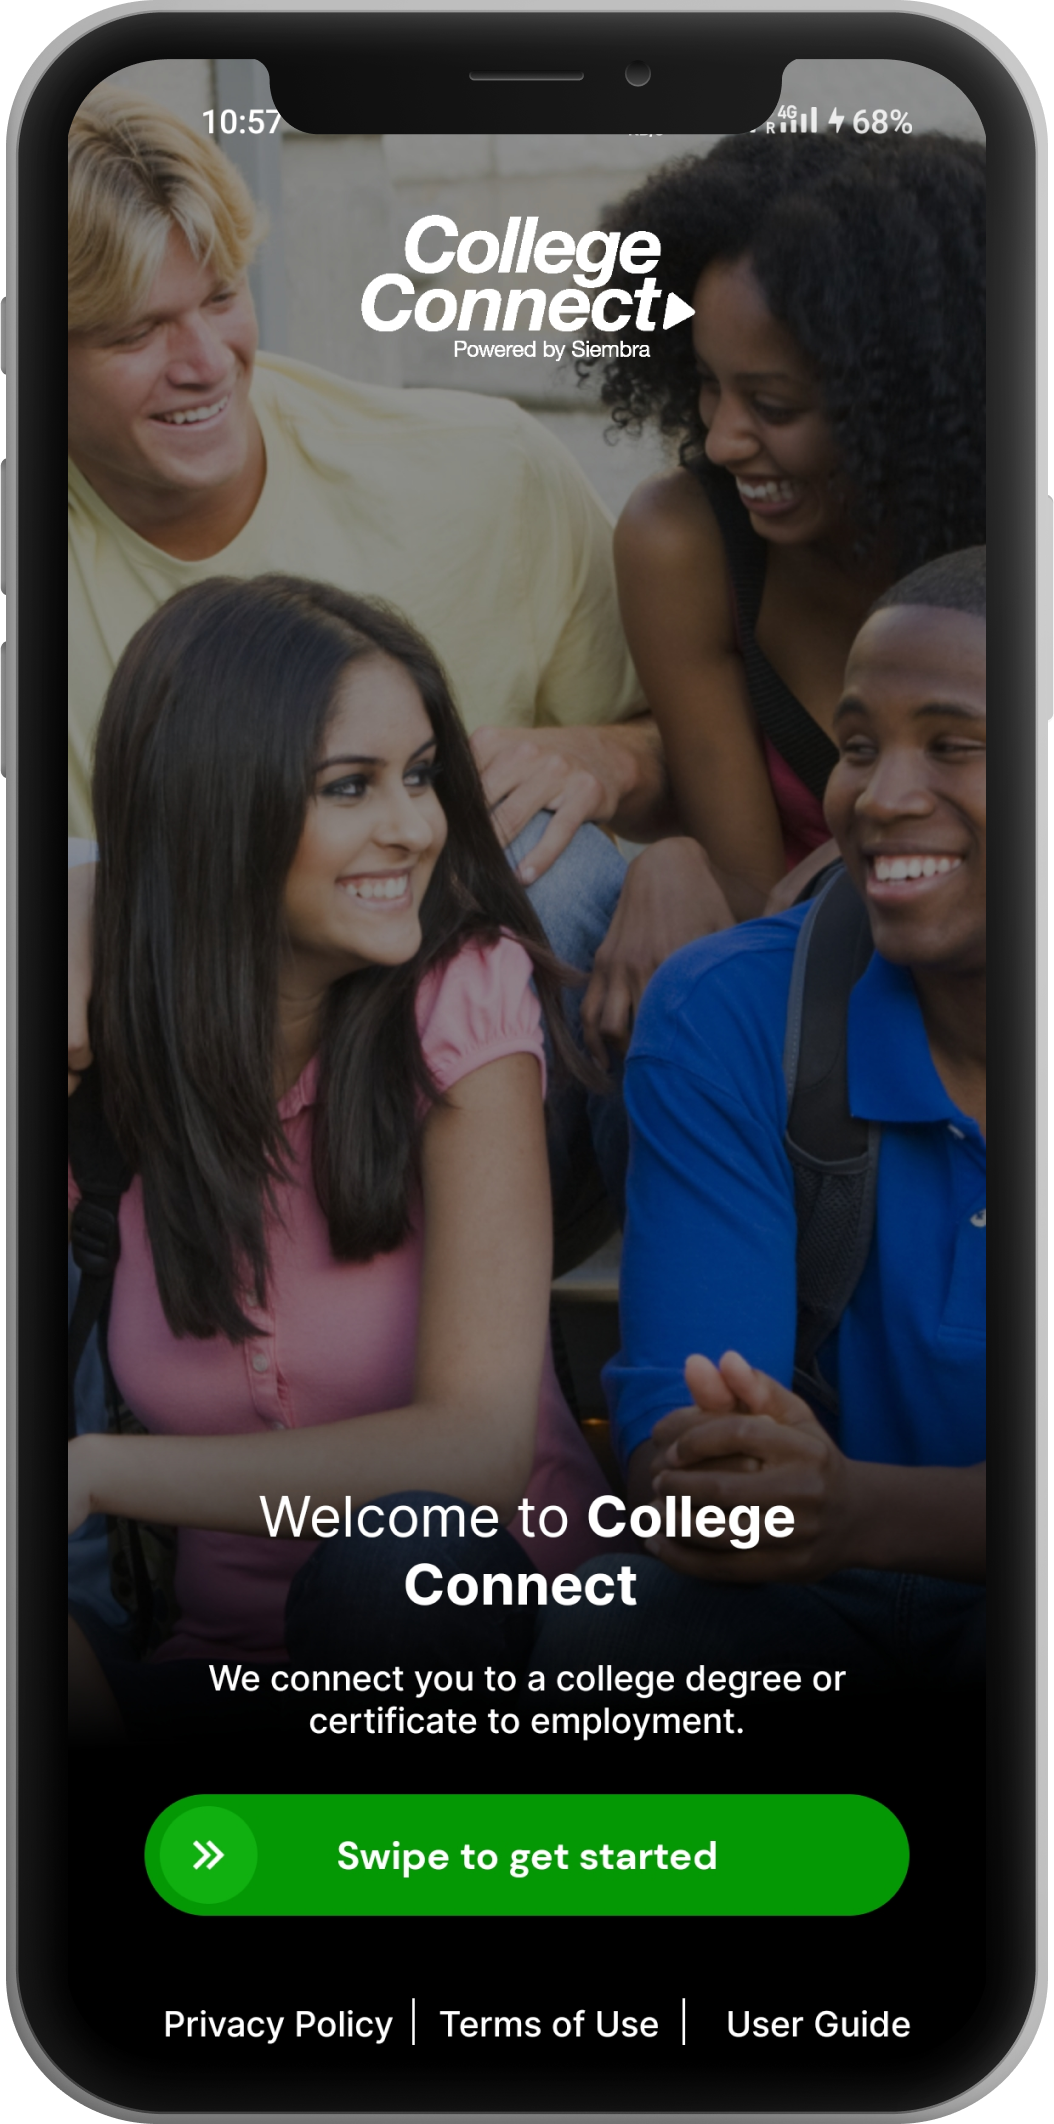 10:57
R 4G 68%
College
Connect
Powered by Siembra
Welcome to College
Connect
We connect you to a college degree or
certificate to employment.
Swipe to get started
Privacy Policy | Terms of Use | User Guide